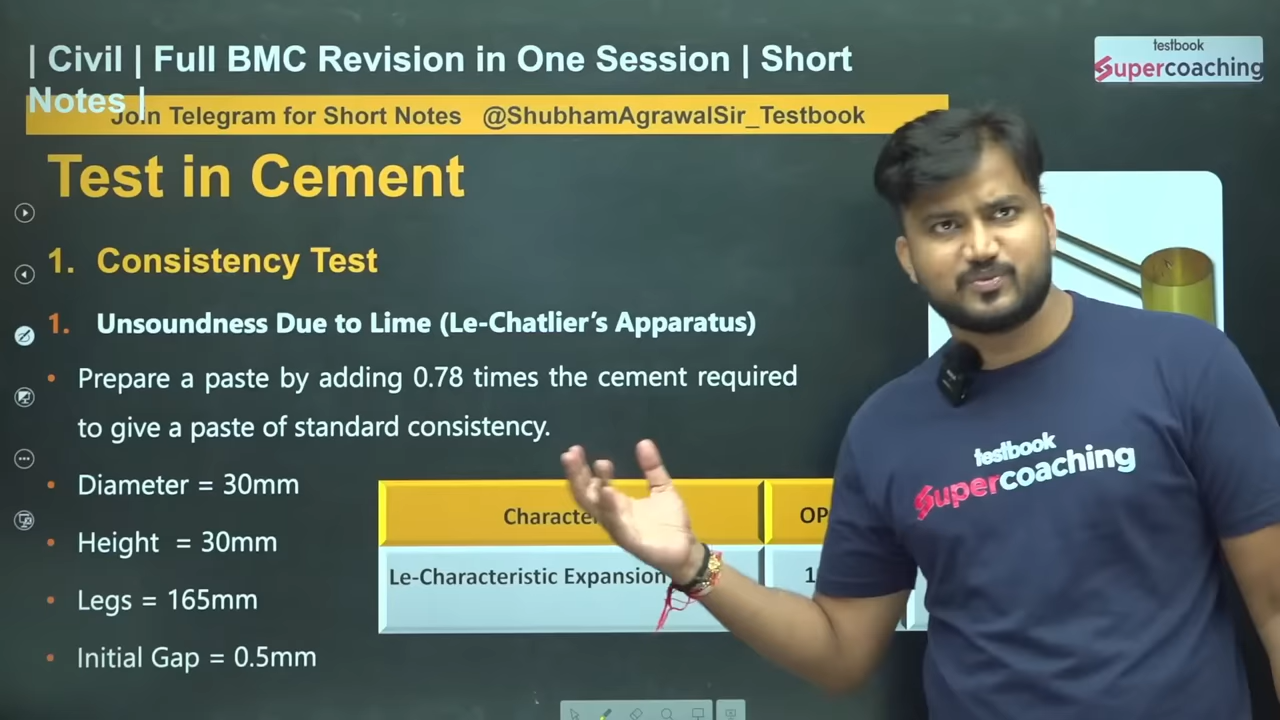 | Civil | Full BMC Revision in One Session | Short
Notes |
testbook
Supercoaching
Join Telegram for Short Notes @ShubhamAgrawalSir_Testbook
Test in Cement
1. Consistency Test
1. Unsoundness Due to Lime (Le-Chatlier’s Apparatus)
• Prepare a paste by adding 0.78 times the cement required
to give a paste of standard consistency.
• Diameter = 30mm
• Height = 30mm
• Legs = 165mm
• Initial Gap = 0.5mm
Le-Characteristic Expansion
testbook
Supercoaching